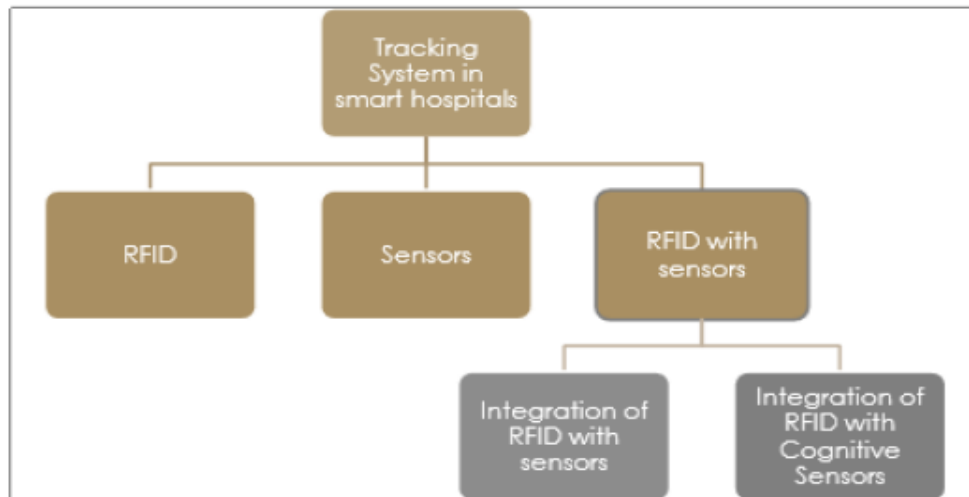 Tracking
System in
smart hospitals
RFID
Sensors
RFID with
sensors
Integration of
RFID with
sensors
Integration of
RFID with
Cognitive
Sensors